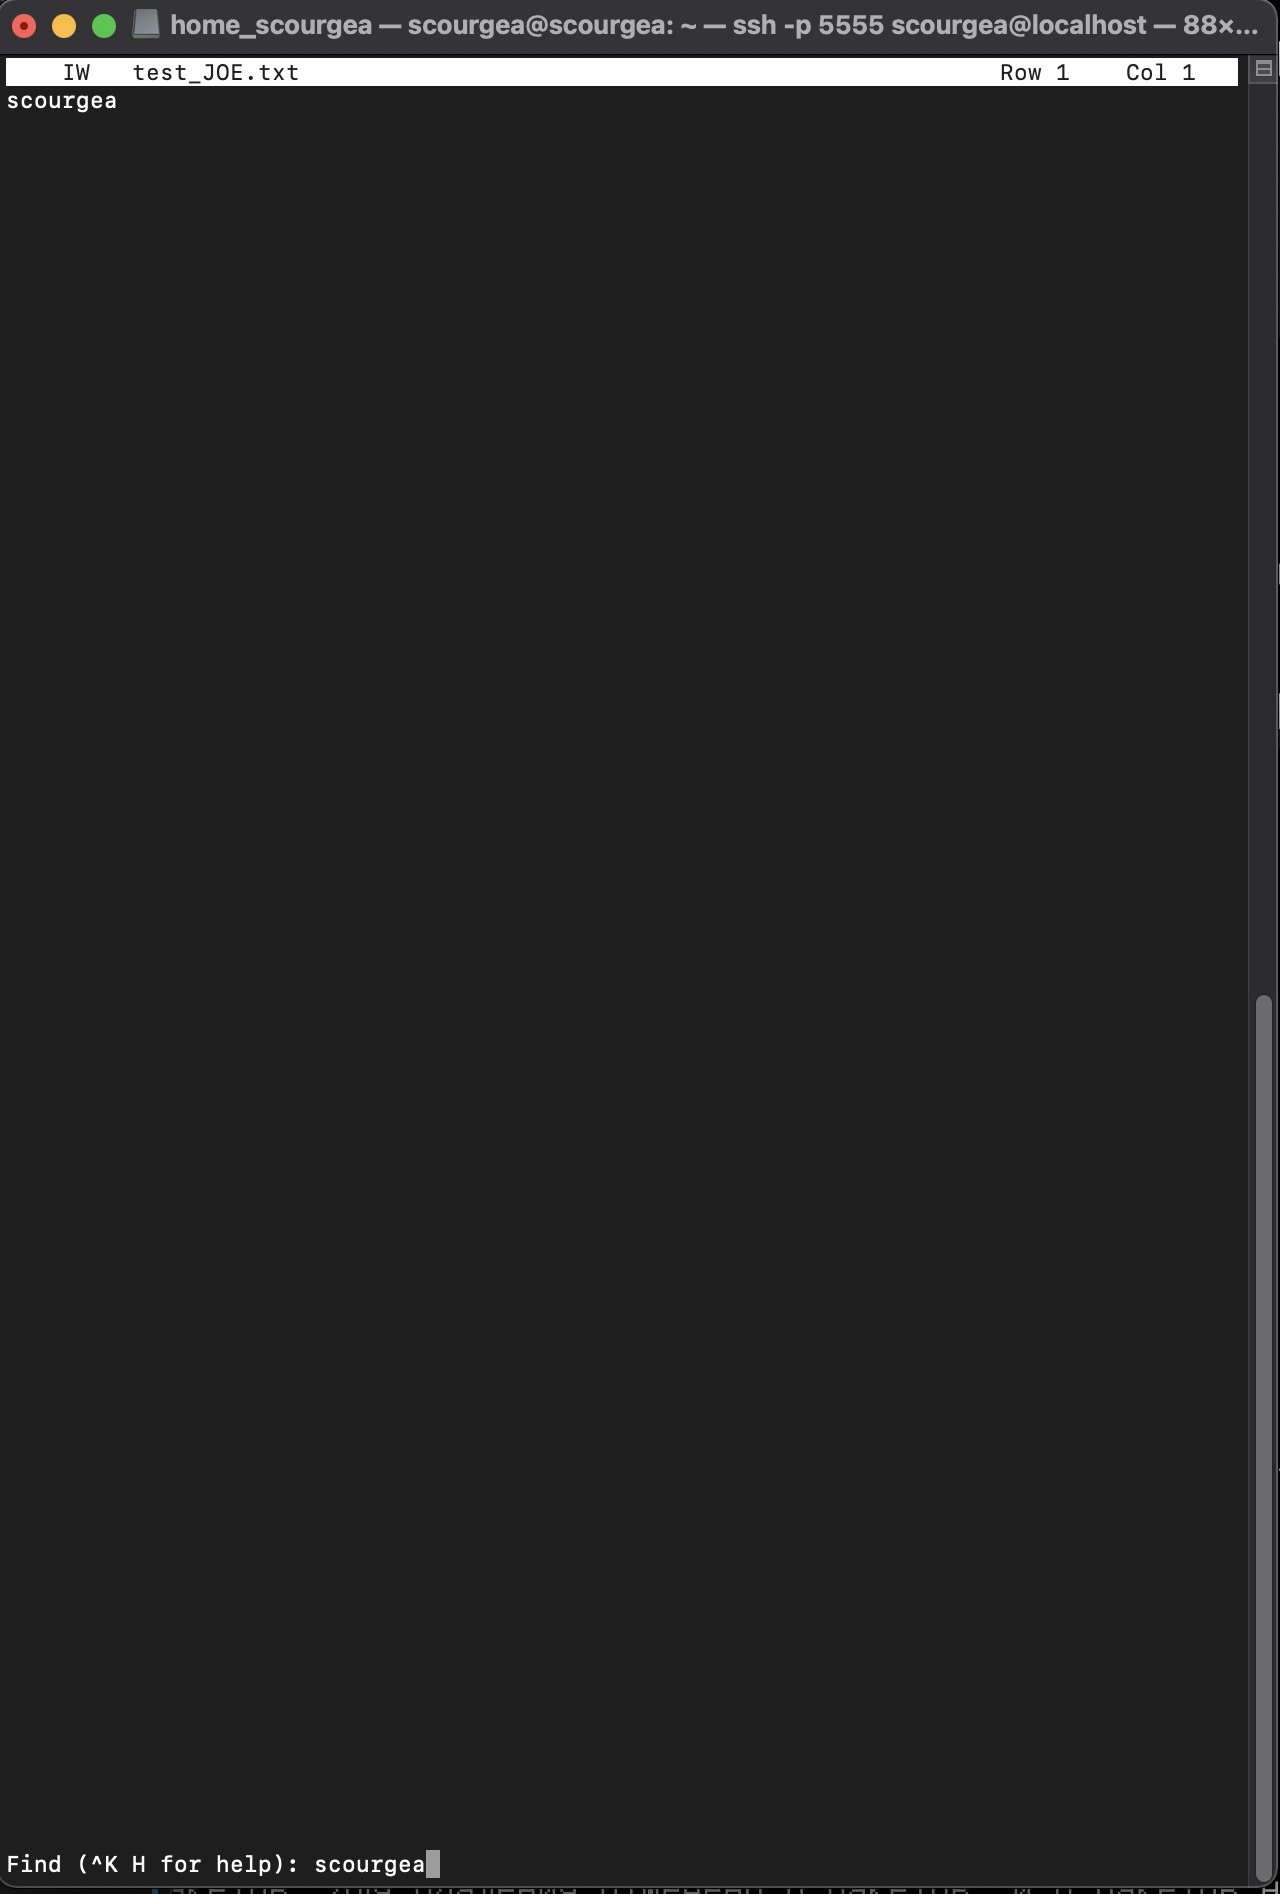 home_scourgea — scourgea@scourgea: ~ — ssh -p 5555 scourgea@localhost — 88×...
IW test_JOE.txt Row 1 Col 1
scourgea
Find (^K H for help): scourgea